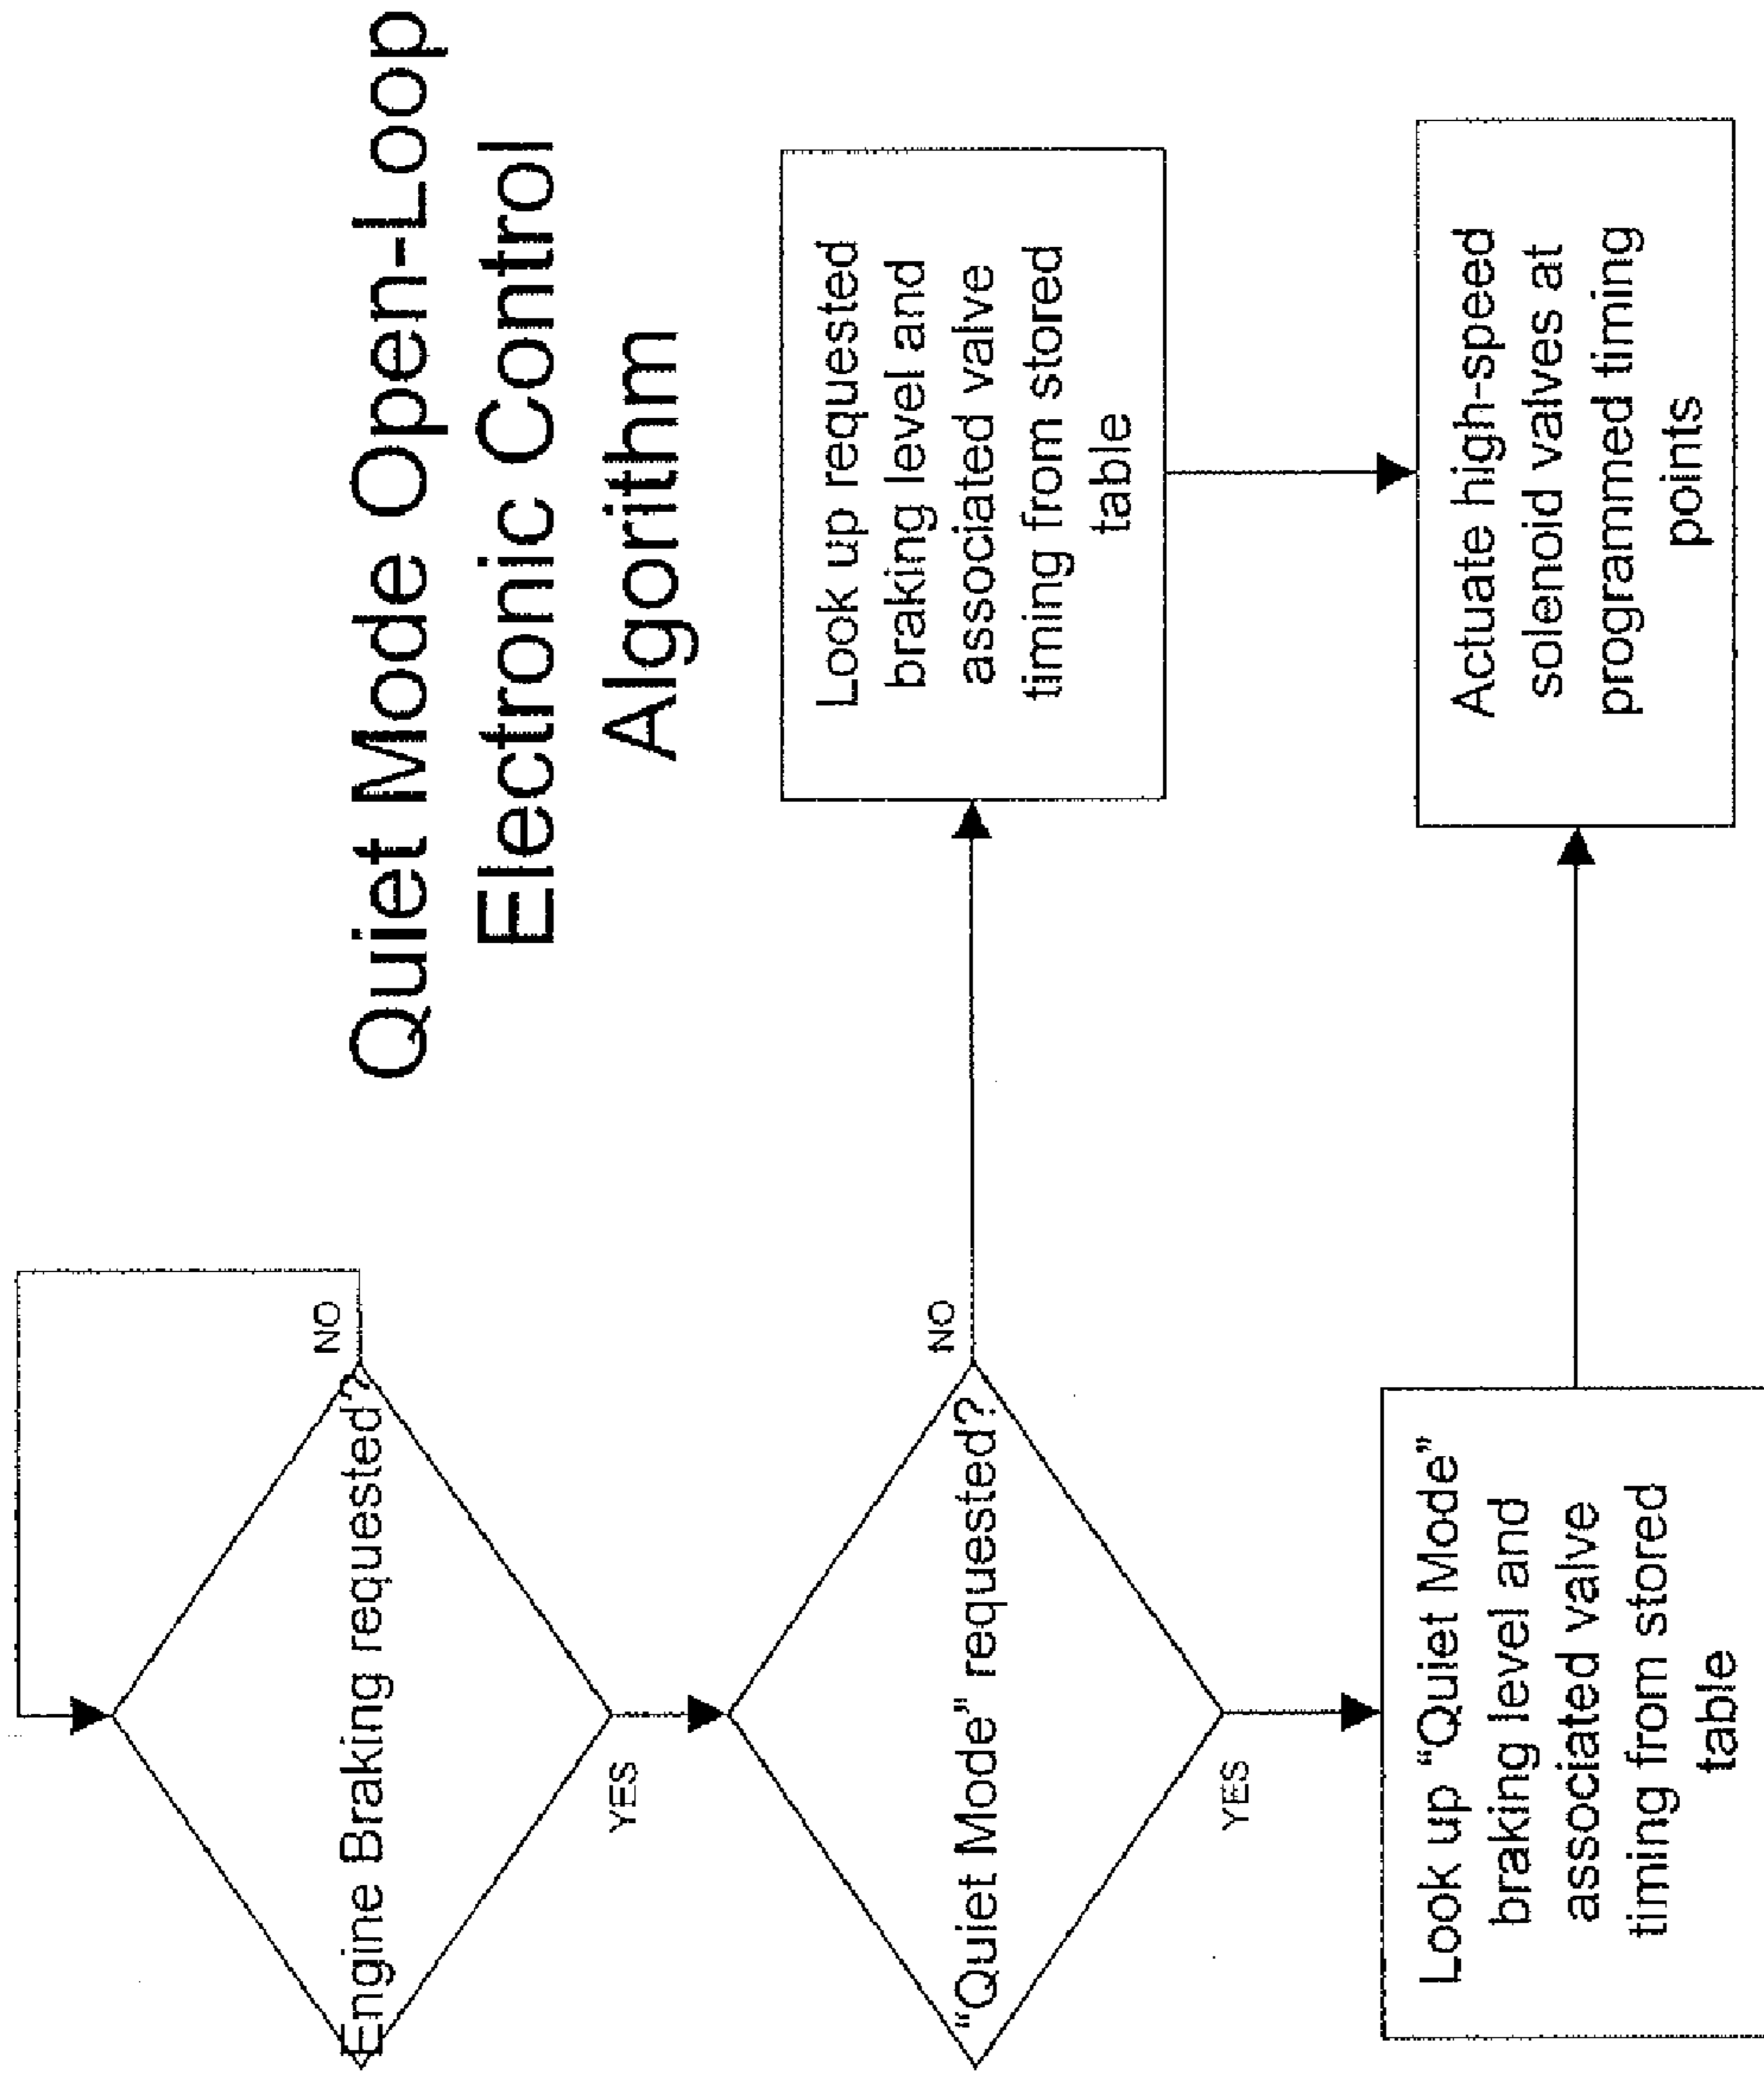 Quiet Mode Open-Loop
Electronic Control
Algorithm
Engine Braking requested?
NO
YES
“Quiet Mode” requested?
NO
YES
Look up requested
braking level and
associated valve
timing from stored
table
Look up “Quiet Mode”
braking level and
associated valve
timing from stored
table
Actuate high-speed
solenoid valves at
programmed timing
points